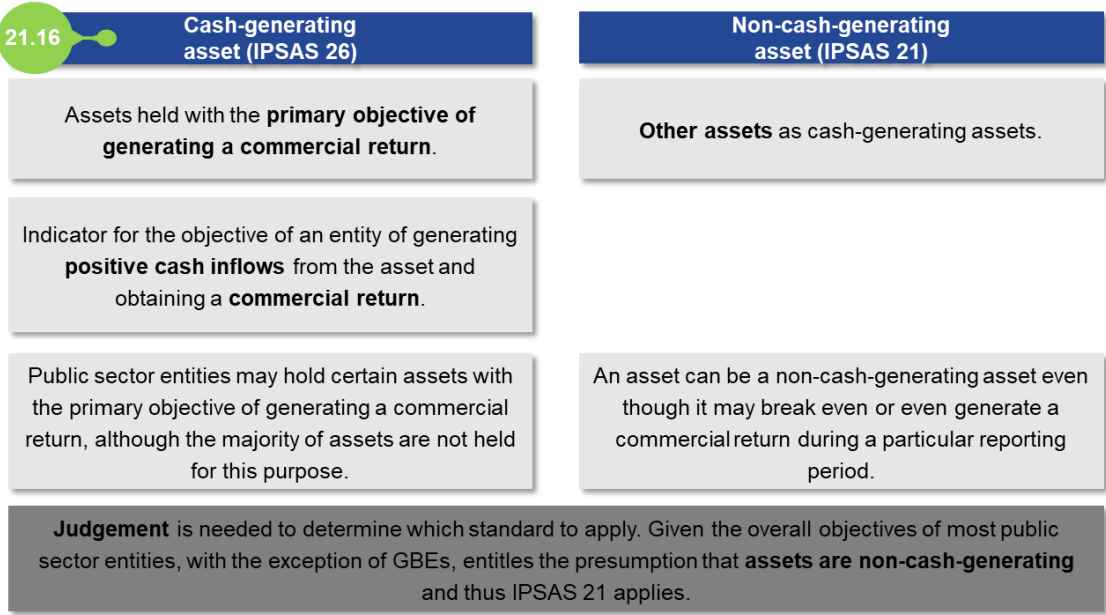 21.16
Cash-generating
asset (IPSAS 26)
Non-cash-generating
asset (IPSAS 21)
Assets held with the primary objective of
generating a commercial return.
Other assets as cash-generating assets.
Indicator for the objective of an entity of generating
positive cash inflows from the asset and
obtaining a commercial return.
Public sector entities may hold certain assets with
the primary objective of generating a commercial
return, although the majority of assets are not held
for this purpose.
An asset can be a non-cash-generating asset even
though it may break even or even generate a
commercial return during a particular reporting
period.
Judgement is needed to determine which standard to apply. Given the overall objectives of most public
sector entities, with the exception of GBEs, entitles the presumption that assets are non-cash-generating
and thus IPSAS 21 applies.